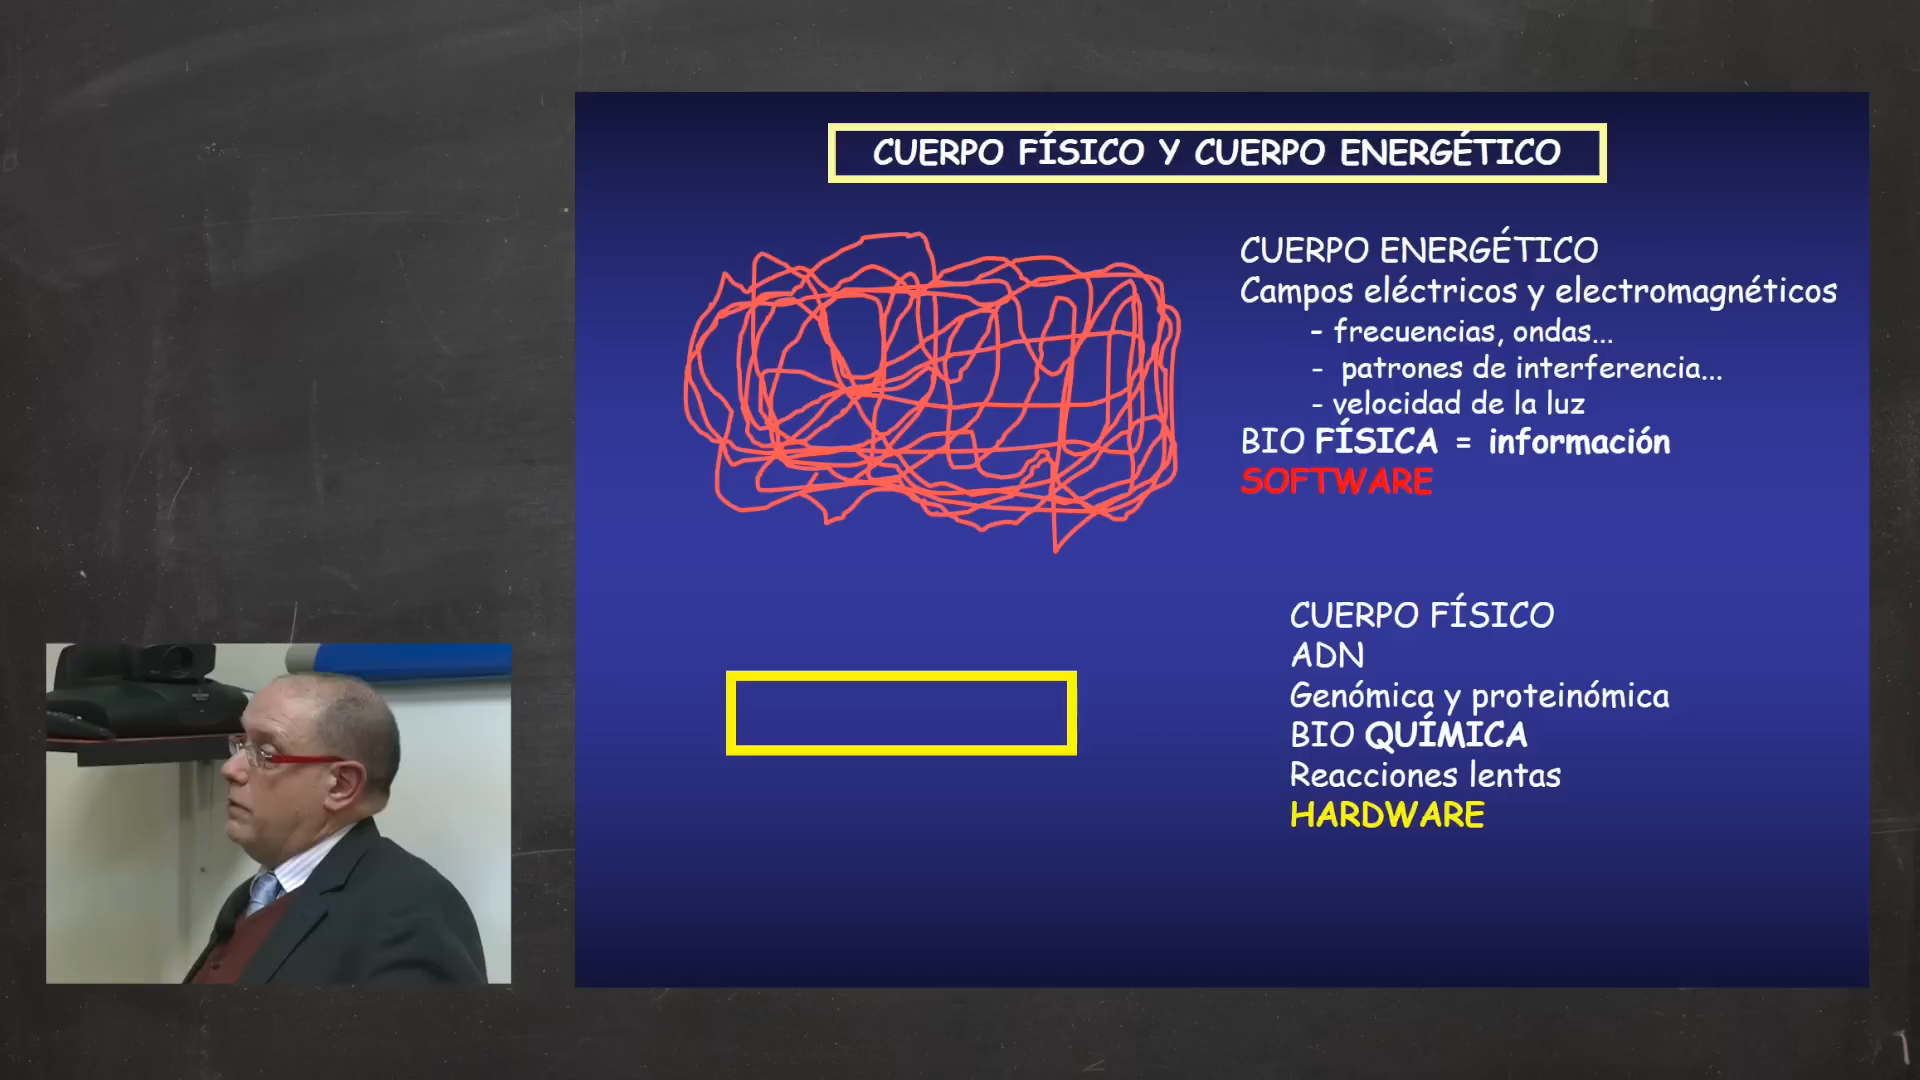 CUERPO FÍSICO Y CUERPO ENERGÉTICO
CUERPO ENERGÉTICO
Campos eléctricos y electromagnéticos
- frecuencias, ondas...
- patrones de interferencia...
- velocidad de la luz
BIO FÍSICA = información
SOFTWARE
CUERPO FÍSICO
ADN
Genómica y proteinómica
BIO QUÍMICA
Reacciones lentas
HARDWARE